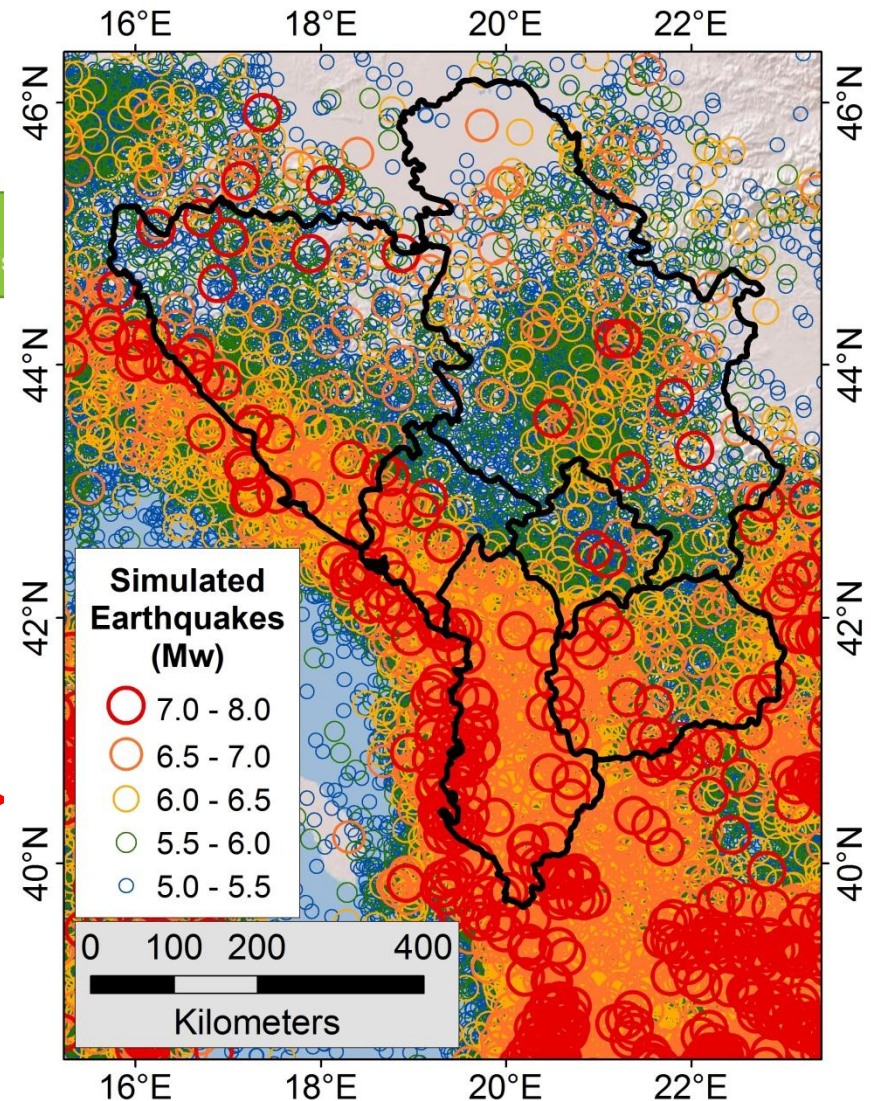 16°E 18°E 20°E 22°E
46°N 46°N
44°N 44°N
42°N 42°N
40°N 40°N
Simulated
Earthquakes
(Mw)
7.0 - 8.0
6.5 - 7.0
6.0 - 6.5
5.5 - 6.0
5.0 - 5.5
0 100 200 400
Kilometers
16°E 18°E 20°E 22°E